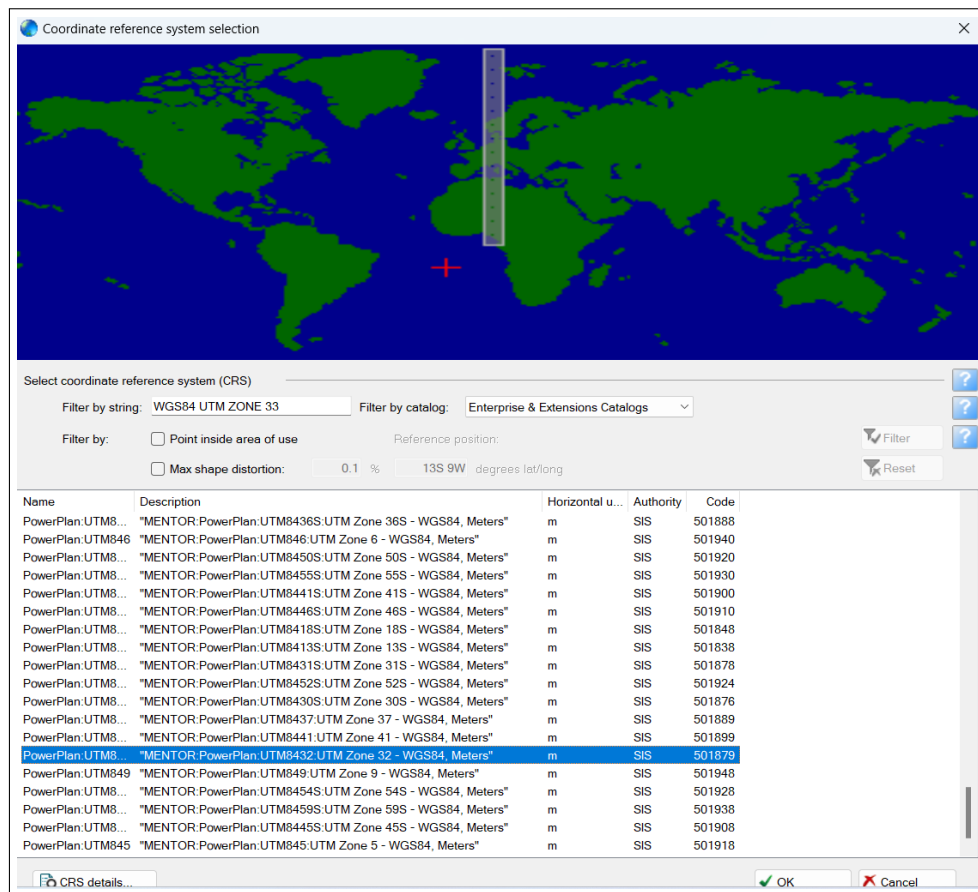 Coordinate reference system selection
Select coordinate reference system (CRS)
Filter by string: WGS84 UTM ZONE 33 Filter by catalog: Enterprise & Extensions Catalogs
Filter by: Point inside area of use Reference position: Filter
Max shape distortion: 0.1 % 13S 9W degrees lat/long Reset
Name Description Horizontal u... Authority Code
PowerPlan:UTM8... "MENTOR:PowerPlan:UTM8436S:UTM Zone 36S - WGS84, Meters" m SIS 501888
PowerPlan:UTM846 "MENTOR:PowerPlan:UTM846:UTM Zone 6 - WGS84, Meters" m SIS 501940
PowerPlan:UTM8... "MENTOR:PowerPlan:UTM8450S:UTM Zone 50S - WGS84, Meters" m SIS 501920
PowerPlan:UTM8... "MENTOR:PowerPlan:UTM8455S:UTM Zone 55S - WGS84, Meters" m SIS 501930
PowerPlan:UTM8... "MENTOR:PowerPlan:UTM8441S:UTM Zone 41S - WGS84, Meters" m SIS 501900
PowerPlan:UTM8... "MENTOR:PowerPlan:UTM8446S:UTM Zone 46S - WGS84, Meters" m SIS 501910
PowerPlan:UTM8... "MENTOR:PowerPlan:UTM8418S:UTM Zone 18S - WGS84, Meters" m SIS 501848
PowerPlan:UTM8... "MENTOR:PowerPlan:UTM8413S:UTM Zone 13S - WGS84, Meters" m SIS 501838
PowerPlan:UTM8... "MENTOR:PowerPlan:UTM8431S:UTM Zone 31S - WGS84, Meters" m SIS 501878
PowerPlan:UTM8... "MENTOR:PowerPlan:UTM8452S:UTM Zone 52S - WGS84, Meters" m SIS 501924
PowerPlan:UTM8... "MENTOR:PowerPlan:UTM8430S:UTM Zone 30S - WGS84, Meters" m SIS 501876
PowerPlan:UTM8... "MENTOR:PowerPlan:UTM8437:UTM Zone 37 - WGS84, Meters" m SIS 501889
PowerPlan:UTM8... "MENTOR:PowerPlan:UTM8441:UTM Zone 41 - WGS84, Meters" m SIS 501899
PowerPlan:UTM8... "MENTOR:PowerPlan:UTM8432:UTM Zone 32 - WGS84, Meters" m SIS 501879
PowerPlan:UTM849 "MENTOR:PowerPlan:UTM849:UTM Zone 9 - WGS84, Meters" m SIS 501948
PowerPlan:UTM8... "MENTOR:PowerPlan:UTM8454S:UTM Zone 54S - WGS84, Meters" m SIS 501928
PowerPlan:UTM8... "MENTOR:PowerPlan:UTM8459S:UTM Zone 59S - WGS84, Meters" m SIS 501938
PowerPlan:UTM8... "MENTOR:PowerPlan:UTM8445S:UTM Zone 45S - WGS84, Meters" m SIS 501908
PowerPlan:UTM845 "MENTOR:PowerPlan:UTM845:UTM Zone 5 - WGS84, Meters" m SIS 501918
CRS details... OK Cancel